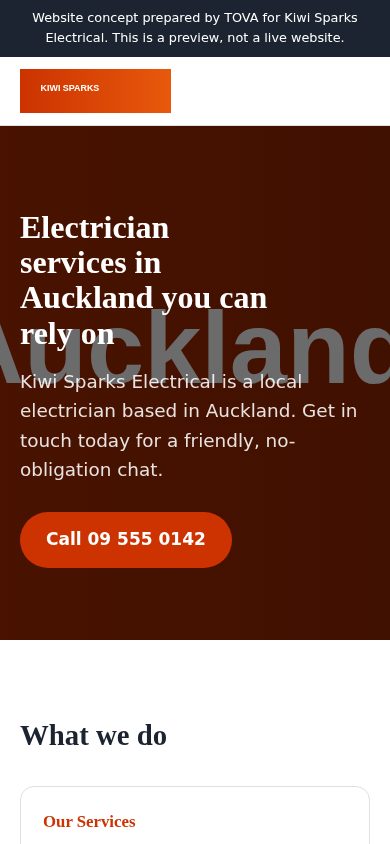 Website concept prepared by TOVA for Kiwi Sparks
Electrical. This is a preview, not a live website.
KIWI SPARKS
Electrician
services in
Auckland you can
rely on
Auckland
Kiwi Sparks Electrical is a local
electrician based in Auckland. Get in
touch today for a friendly, no-
obligation chat.
Call 09 555 0142
What we do
Our Services